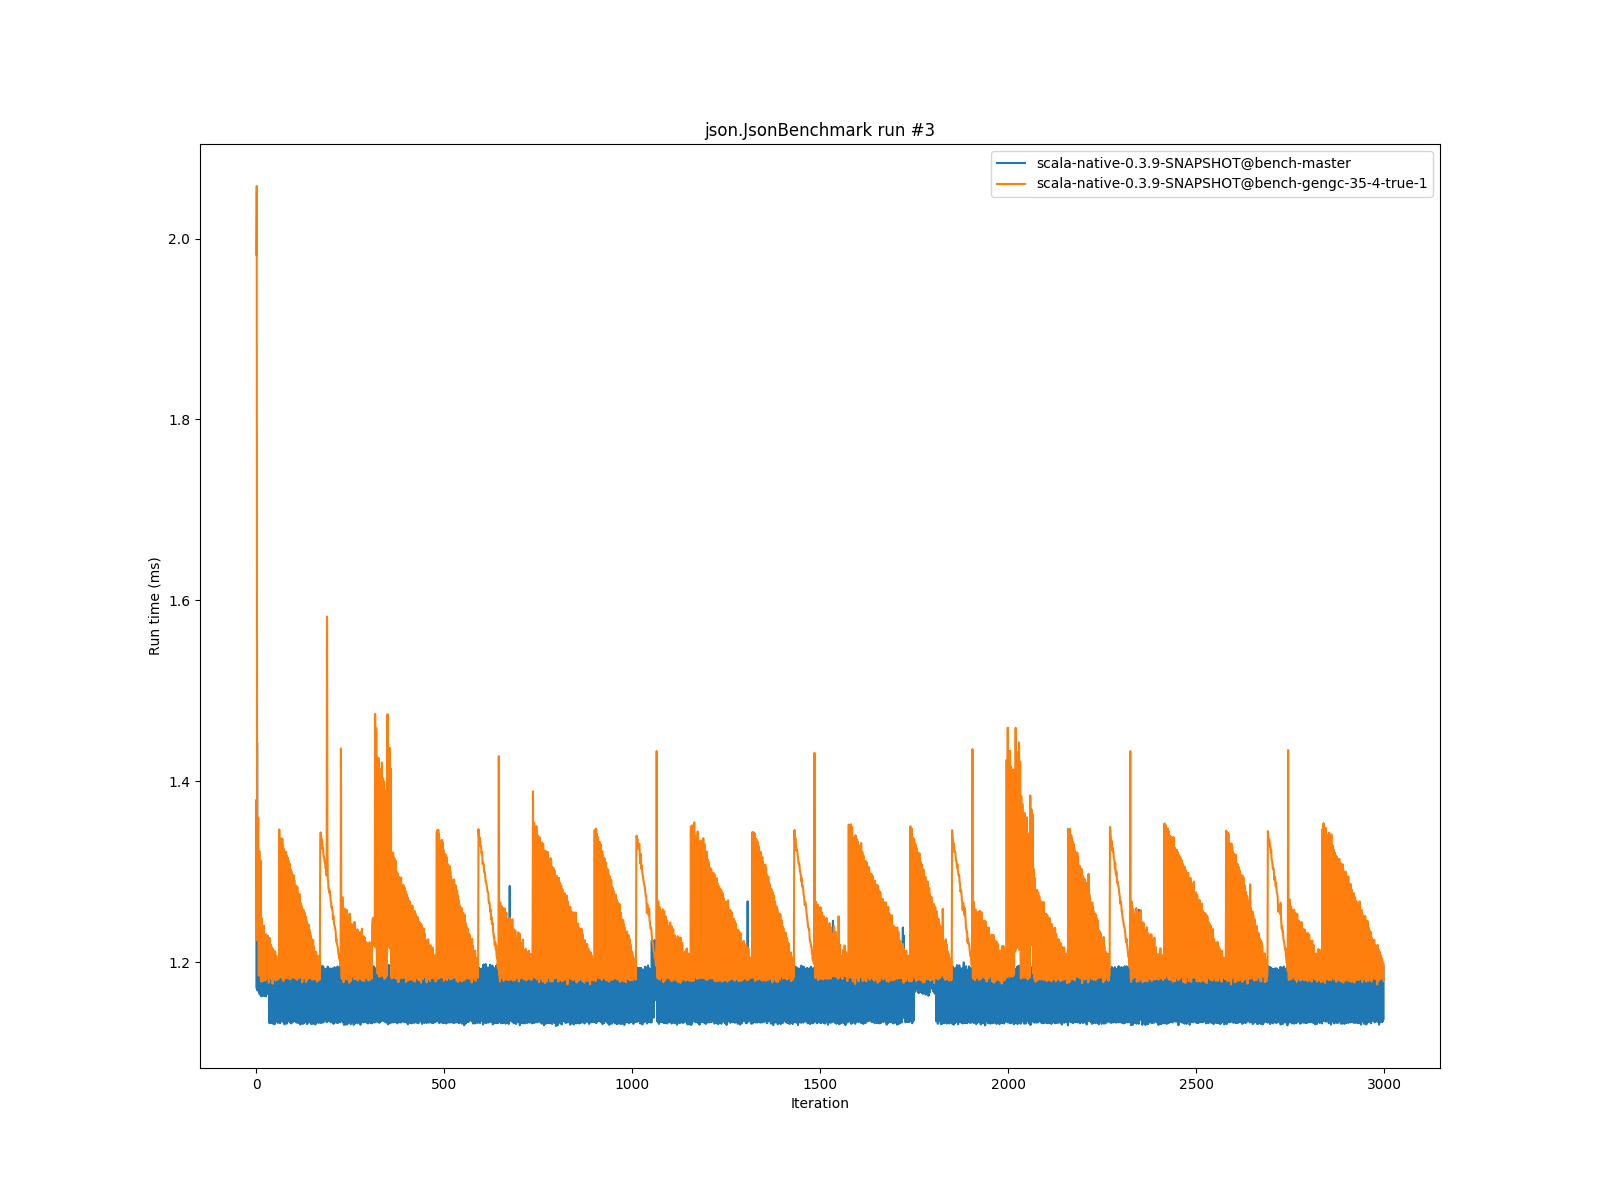 json.JsonBenchmark run #3
scala-native-0.3.9-SNAPSHOT@bench-master
scala-native-0.3.9-SNAPSHOT@bench-gengc-35-4-true-1
2.0
1.8
1.6
1.4
1.2
Run time (ms)
0
500
1000
1500
2000
2500
3000
Iteration